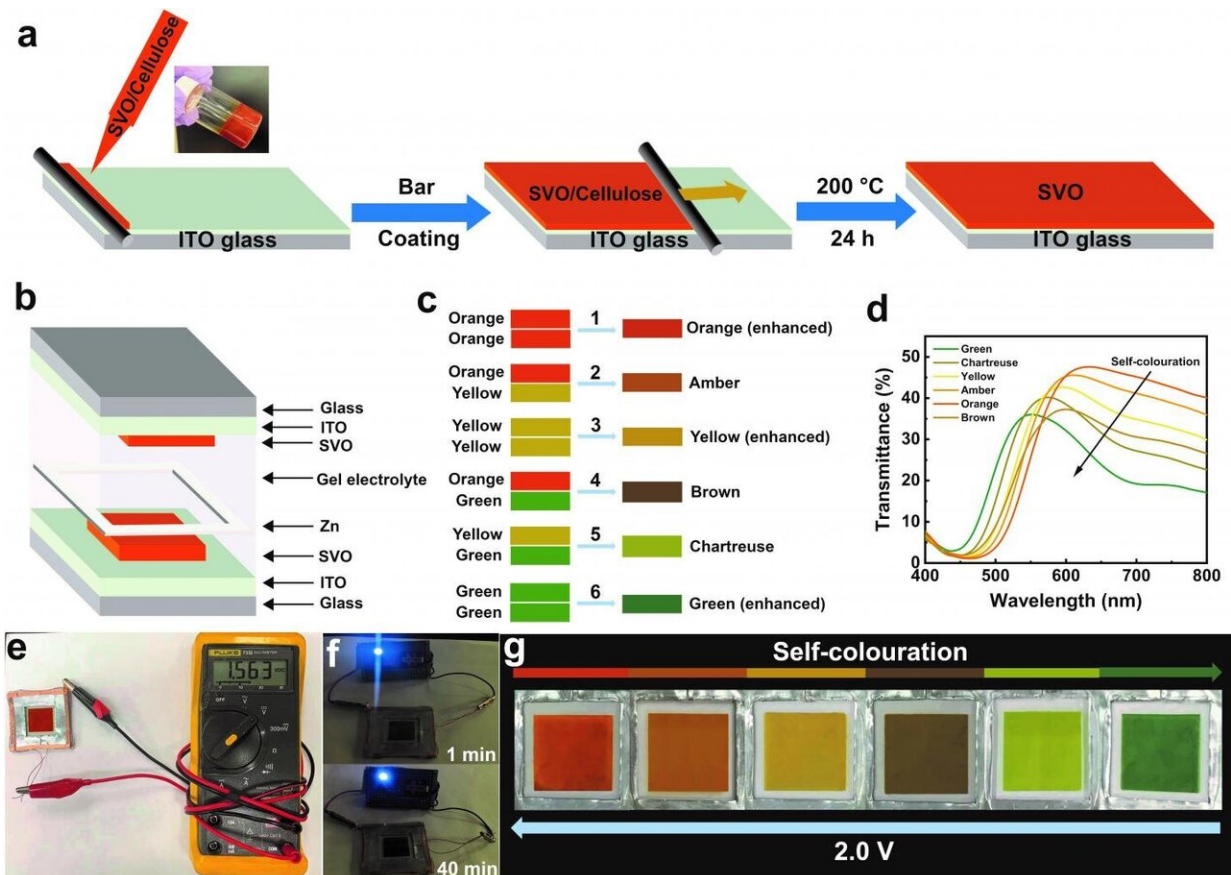 a
SVO/Cellulose
ITO glass
Bar
Coating
SVO/Cellulose
ITO glass
200 °C
24 h
SVO
ITO glass
b
Glass
ITO
SVO
Gel electrolyte
Zn
SVO
ITO
Glass
c
Orange
Orange
1
Orange (enhanced)
Orange
Yellow
2
Amber
Yellow
Yellow
3
Yellow (enhanced)
Orange
Green
4
Brown
Yellow
Green
5
Chartreuse
Green
Green
6
Green (enhanced)
d
Transmittance (%)
50
40
30
20
10
0
Green
Chartreuse
Yellow
Amber
Orange
Brown
Self-colouration
400
500
600
700
800
Wavelength (nm)
e
FLUKE
1.563
OFF
300mV
f
1 min
40 min
g
Self-colouration
2.0 V